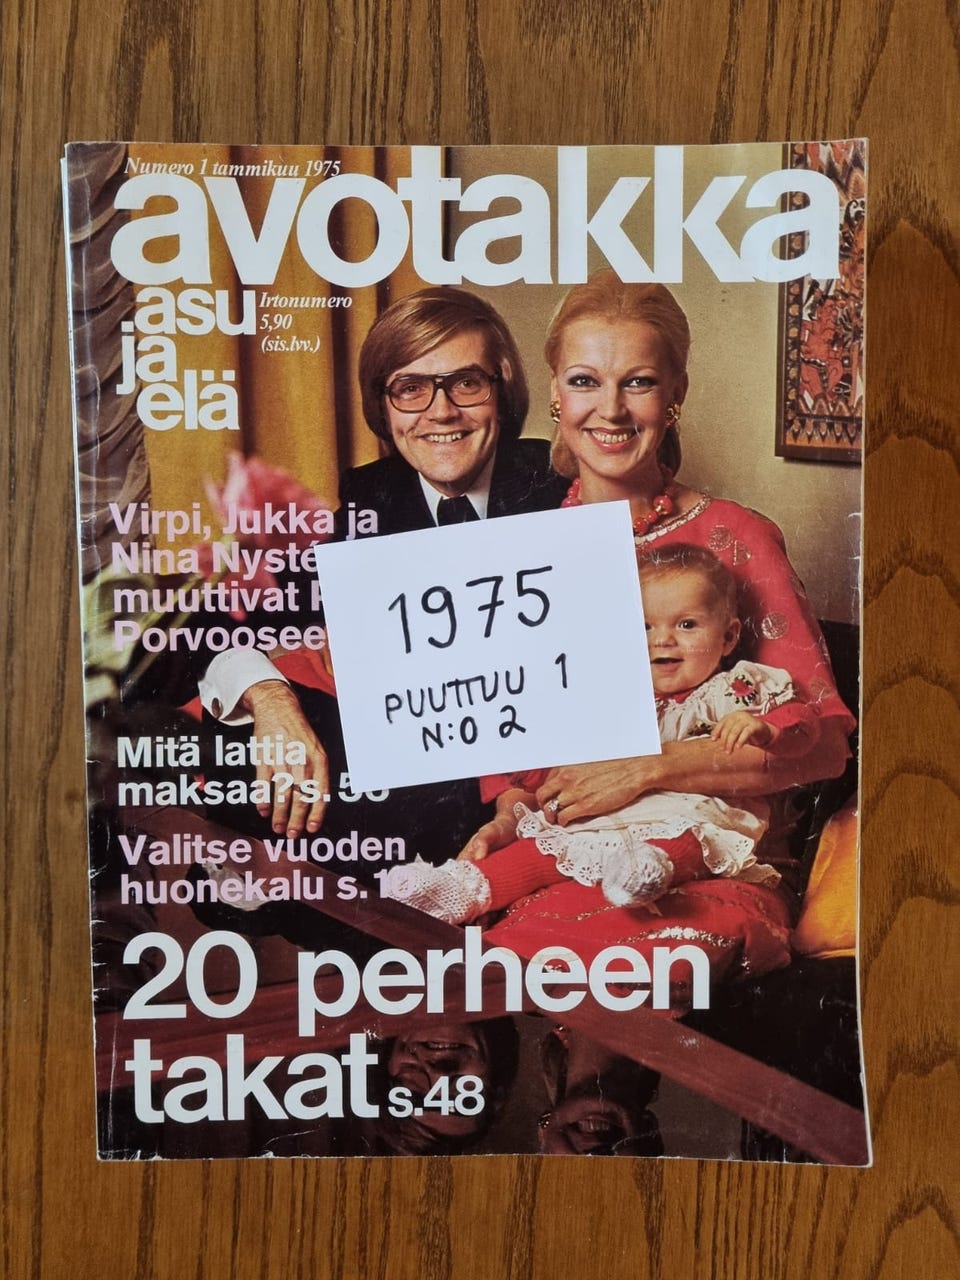 Numero 1 tammikuu 1975
avotakka
asu
ja
elä
Irtonumero
5,90
(sis.lvv.)
Virpi, Jukka ja
Nina
muuttivat
Porvooseen
1975
PUUTTUU 1
N:O 2
Mitä lattia
maksaa? s.
Valitse vuoden
huonekalu s.
20 perheen
takat s.48